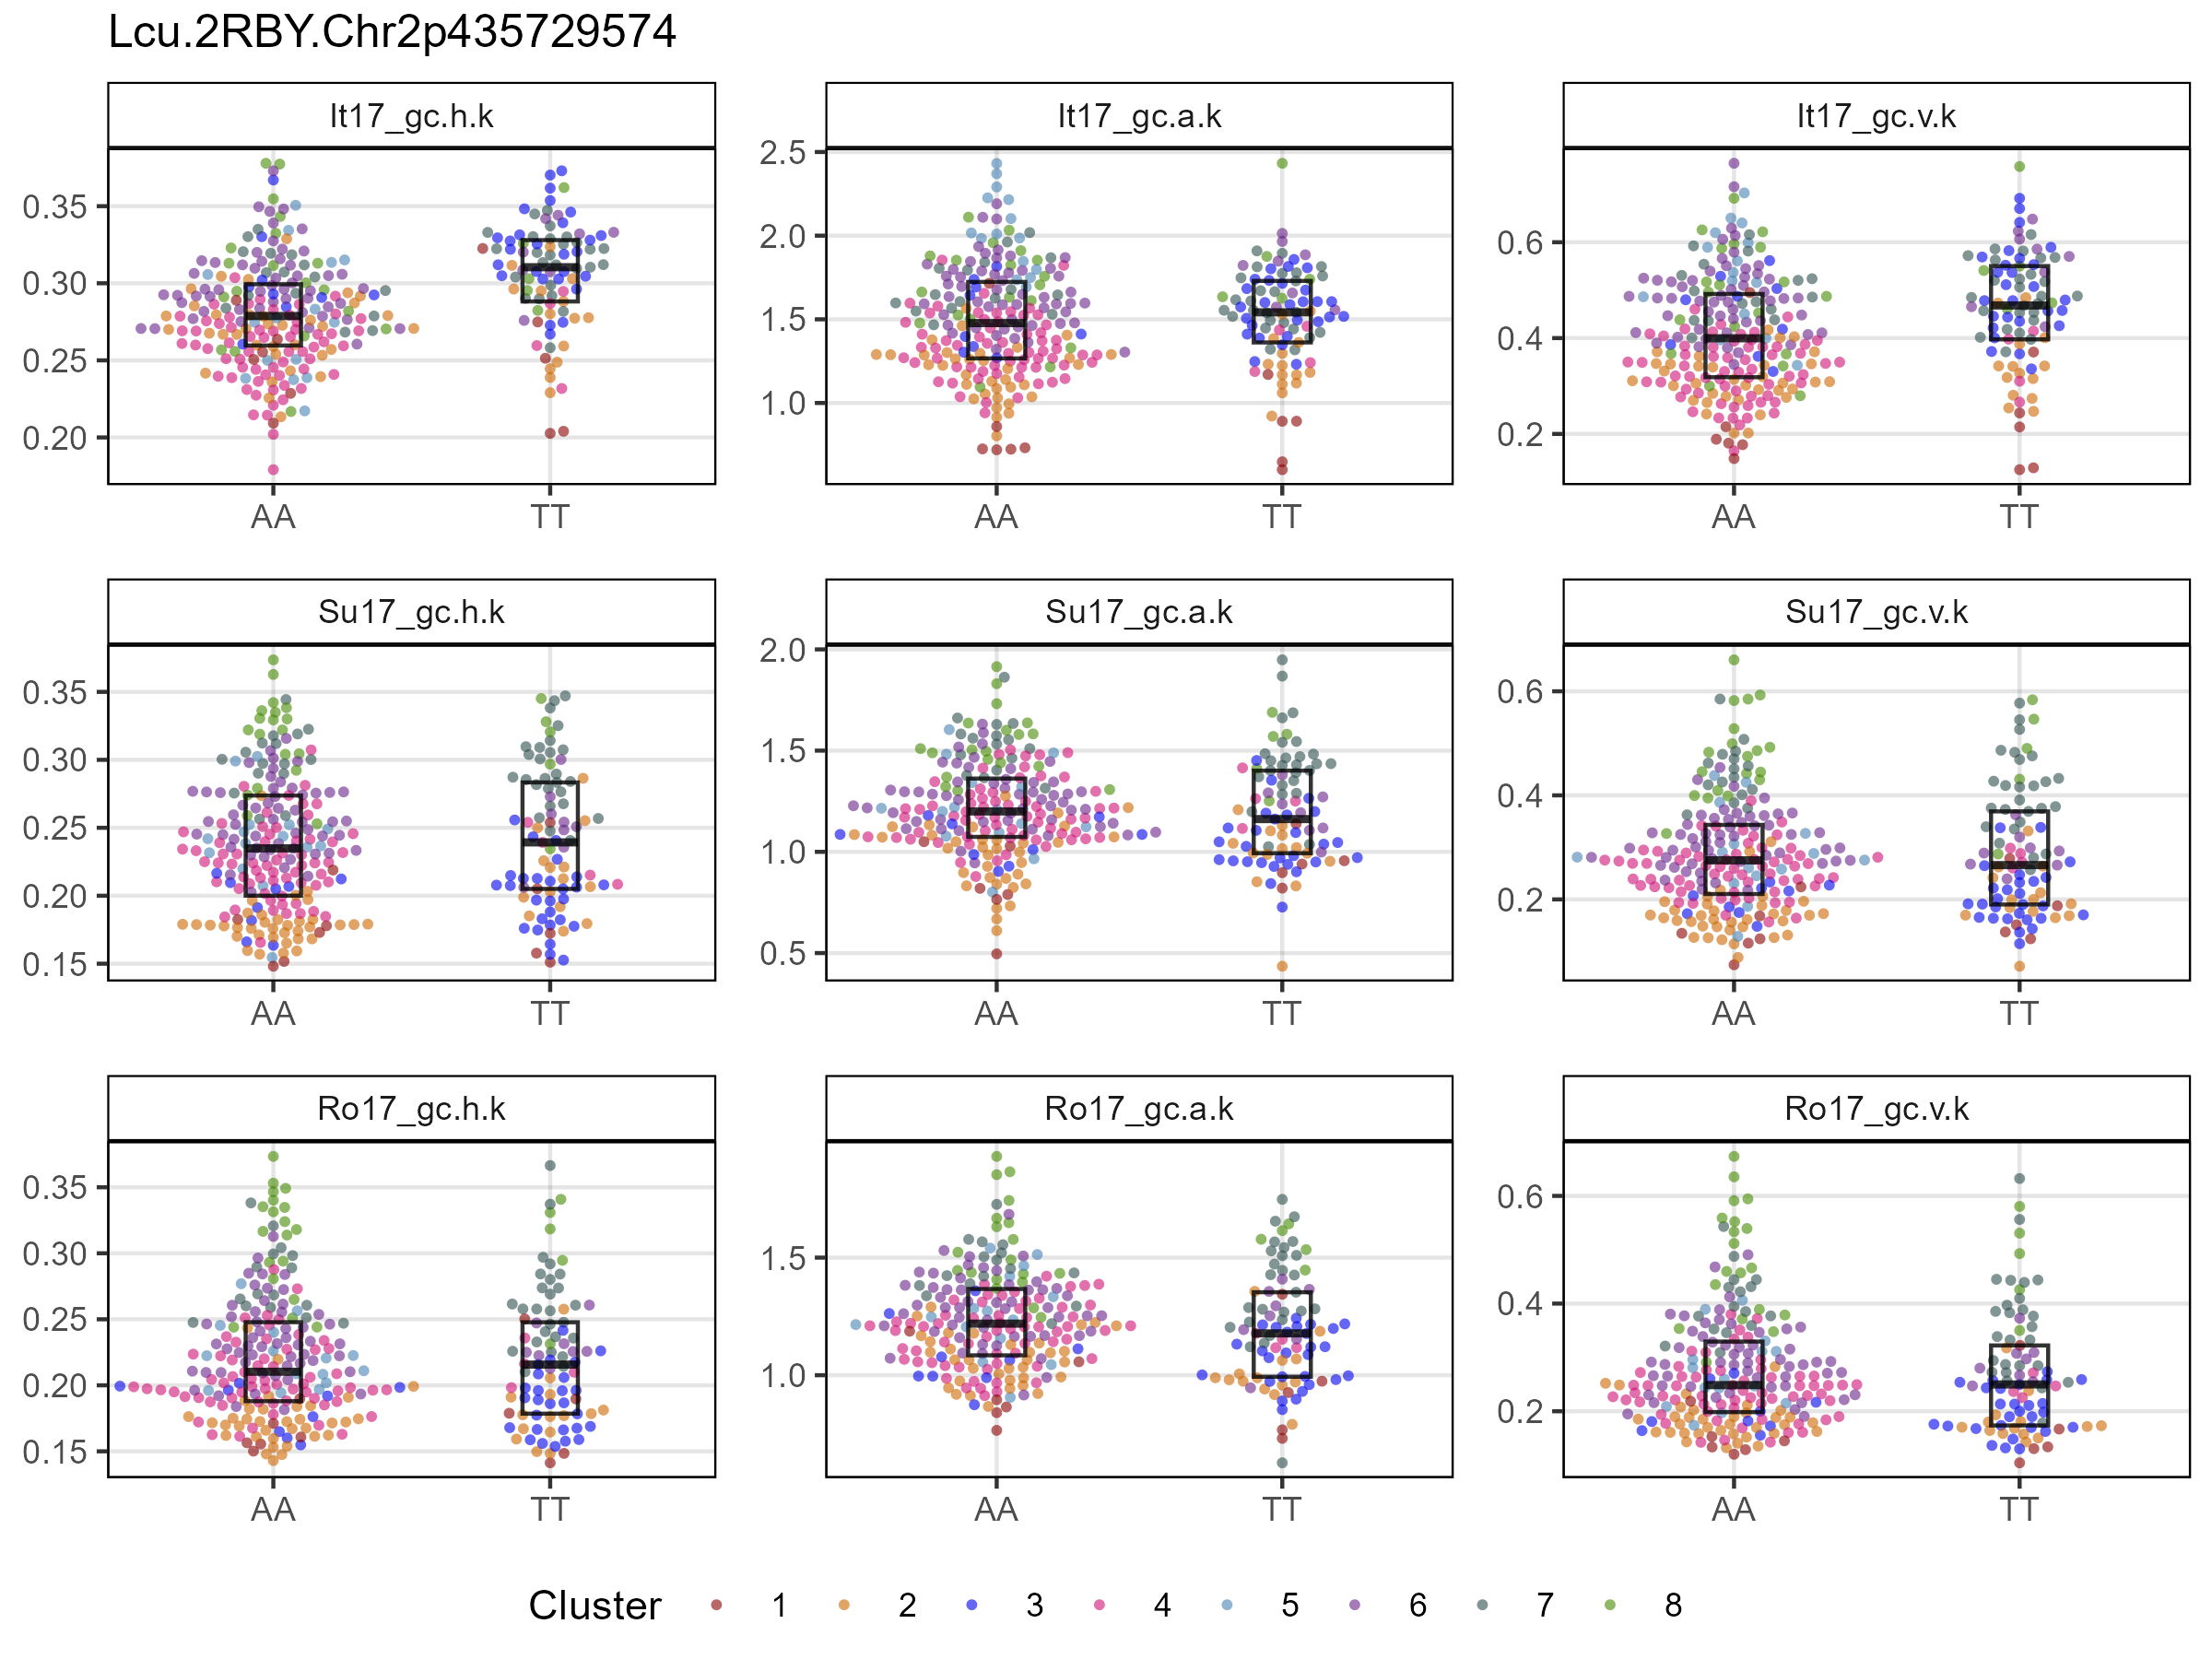 Lcu.2RBY.Chr2p435729574
It17_gc.h.k
It17_gc.a.k
It17_gc.v.k
0.35
0.30
0.25
0.20
AA
TT
2.5
2.0
1.5
1.0
AA
TT
0.6
0.4
0.2
AA
TT
Su17_gc.h.k
Su17_gc.a.k
Su17_gc.v.k
0.35
0.30
0.25
0.20
0.15
AA
TT
2.0
1.5
1.0
0.5
AA
TT
0.6
0.4
0.2
AA
TT
Ro17_gc.h.k
Ro17_gc.a.k
Ro17_gc.v.k
0.35
0.30
0.25
0.20
0.15
AA
TT
1.5
1.0
AA
TT
0.6
0.4
0.2
AA
TT
Cluster 1 2 3 4 5 6 7 8